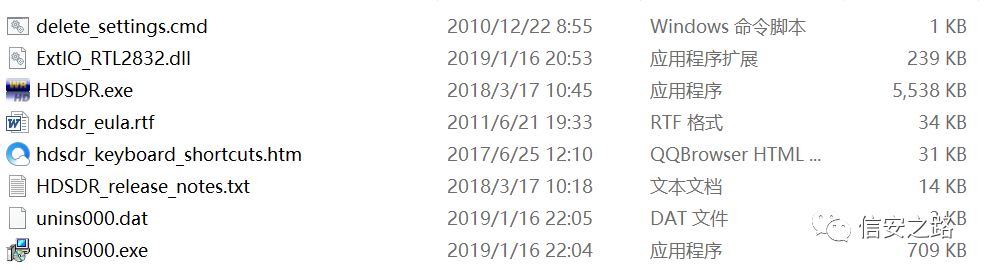 delete_settings.cmd 2010/12/22 8:55 Windows 命令脚本 1 KB
ExtIO_RTL2832.dll 2019/1/16 20:53 应用程序扩展 239 KB
HDSDR.exe 2018/3/17 10:45 应用程序 5,538 KB
hdsdr_eula.rtf 2011/6/21 19:33 RTF 格式 34 KB
hdsdr_keyboard_shortcuts.htm 2017/6/25 12:10 QQBrowser HTML ... 31 KB
HDSDR_release_notes.txt 2018/3/17 10:18 文本文档 14 KB
unins000.dat 2019/1/16 22:05 DAT 文件 KB
信安之路
unins000.exe 2019/1/16 22:04 应用程序 709 KB